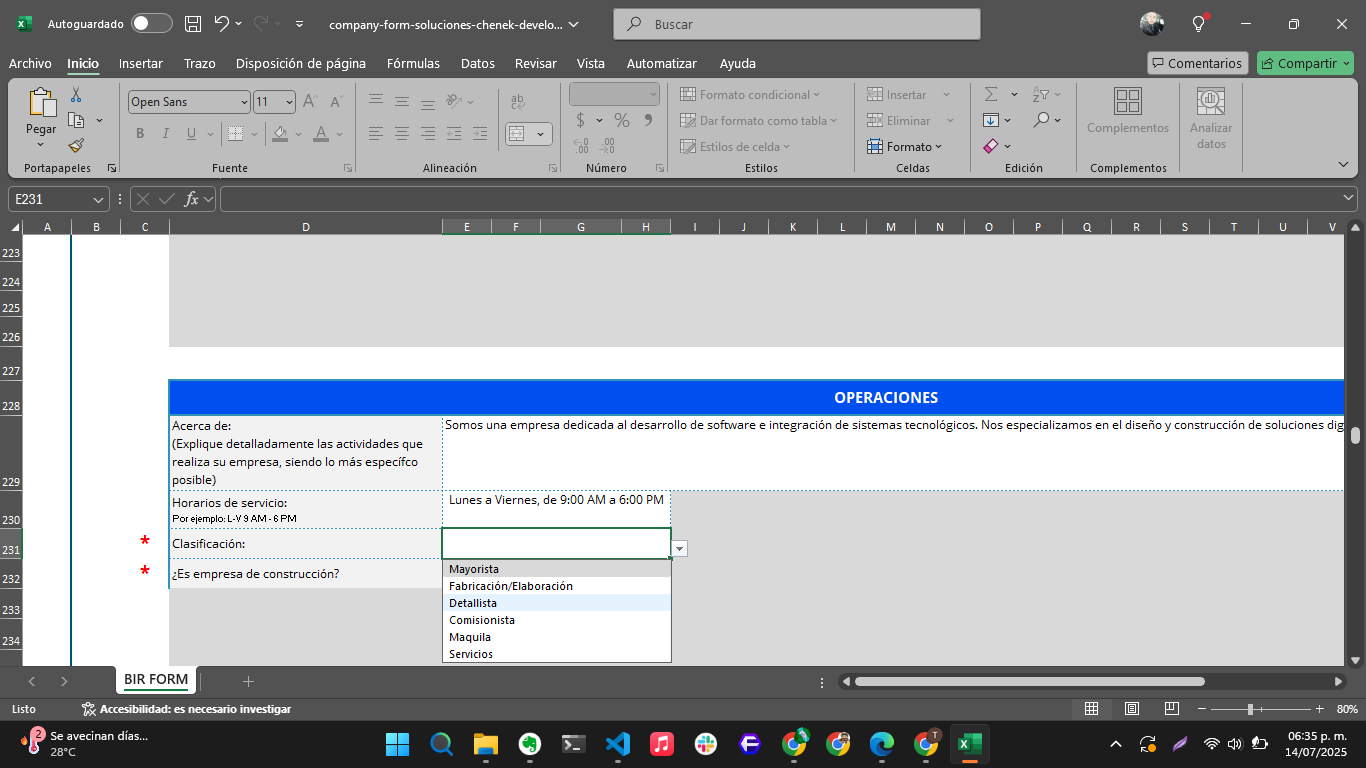 Autoguardado
company-form-soluciones-chenek-develo...
Buscar
Archivo Inicio Insertar Trazo Disposición de página Fórmulas Datos Revisar Vista Automatizar Ayuda
Comentarios Compartir
Pegar
Open Sans 11
N K S
ab
Formato condicional
Dar formato como tabla
Estilos de celda
Insertar
Eliminar
Formato
Complementos
Analizar datos
Portapapeles Fuente Alineación Número Estilos Celdas Edición Complementos
E231
fx
A B C D E F G H I J K L M N O P Q R S T U V
223
224
225
226
227
228 OPERACIONES
Acerca de:
(Explique detalladamente las actividades que
realiza su empresa, siendo lo más específco
posible)
229
Somos una empresa dedicada al desarrollo de software e integración de sistemas tecnológicos. Nos especializamos en el diseño y construcción de soluciones dig
Horarios de servicio:
Por ejemplo: L-V 9 AM - 6 PM
230
Lunes a Viernes, de 9:00 AM a 6:00 PM
231 * Clasificación:
232 * ¿Es empresa de construcción?
233
234
Mayorista
Fabricación/Elaboración
Detallista
Comisionista
Maquila
Servicios
BIR FORM
Listo
Accesibilidad: es necesario investigar
80%
2
Se avecinan días...
28°C
T
06:35 p. m.
14/07/2025